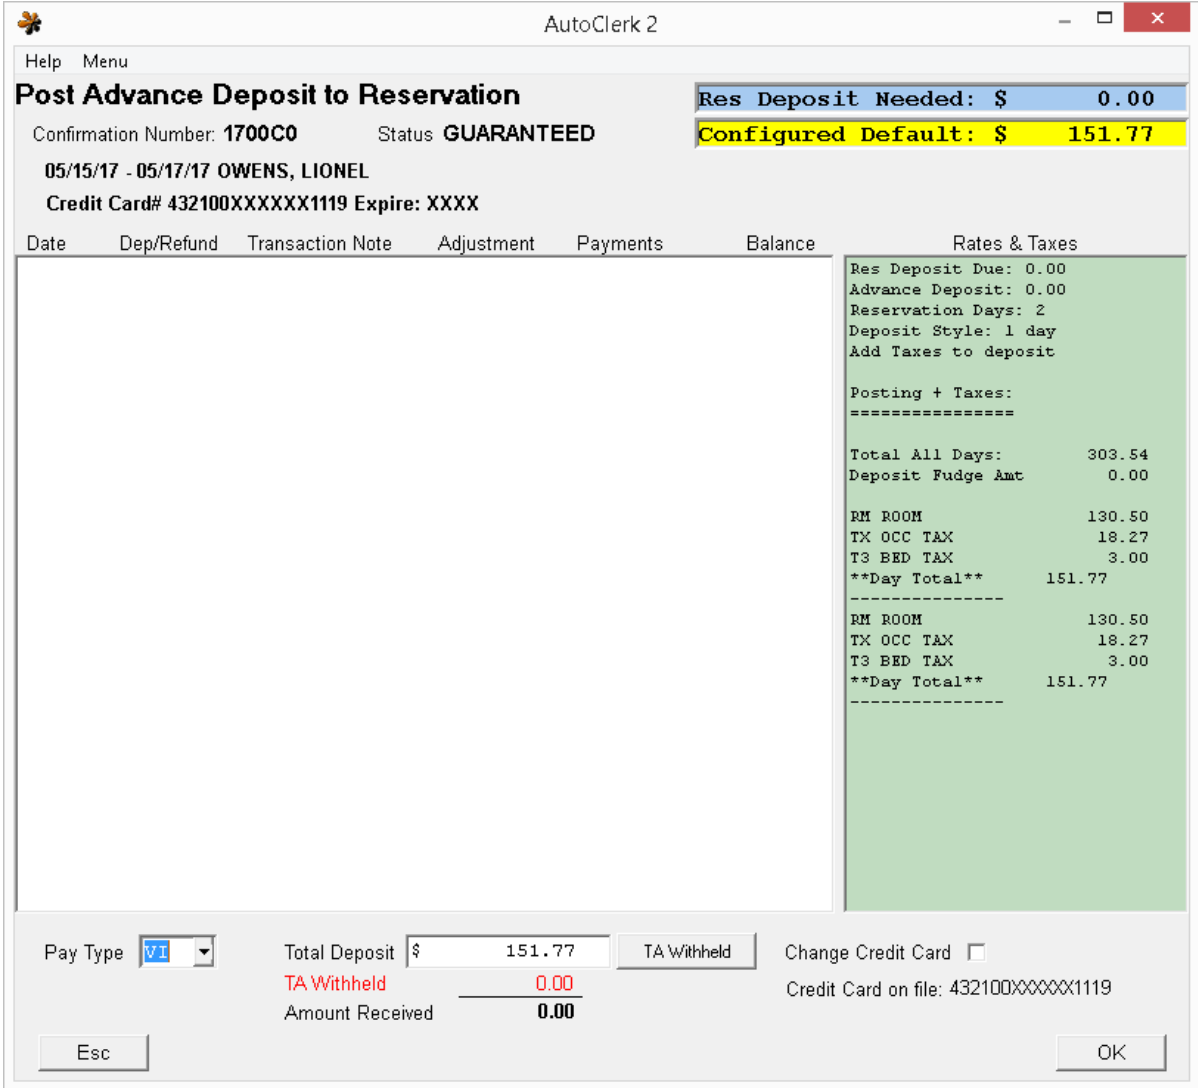 AutoClerk 2
Help Menu
Post Advance Deposit to Reservation
Res Deposit Needed: $ 0.00
Confirmation Number: 1700C0 Status GUARANTEED
Configured Default: $ 151.77
05/15/17 - 05/17/17 OWENS, LIONEL
Credit Card# 432100XXXXXX1119 Expire: XXXX
Date Dep/Refund Transaction Note Adjustment Payments Balance Rates & Taxes
Res Deposit Due: 0.00
Advance Deposit: 0.00
Reservation Days: 2
Deposit Style: 1 day
Add Taxes to deposit
Posting + Taxes:
================
Total All Days: 303.54
Deposit Fudge Amt 0.00
RM ROOM 130.50
TX OCC TAX 18.27
T3 BED TAX 3.00
**Day Total** 151.77
---------------
RM ROOM 130.50
TX OCC TAX 18.27
T3 BED TAX 3.00
**Day Total** 151.77
---------------
Pay Type VI Total Deposit $ 151.77 TA Withheld Change Credit Card
TA Withheld 0.00 Credit Card on file: 432100XXXXXX1119
Amount Received 0.00
Esc OK